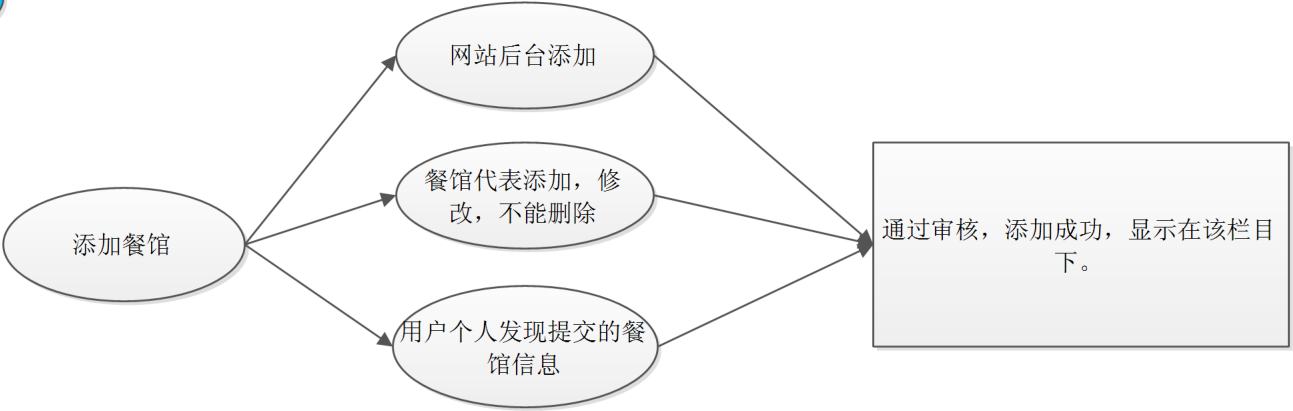 网站后台添加
餐馆代表添加，修
改，不能删除
添加餐馆
通过审核，添加成功，显示在该栏目
下。
用户个人发现提交的餐
馆信息